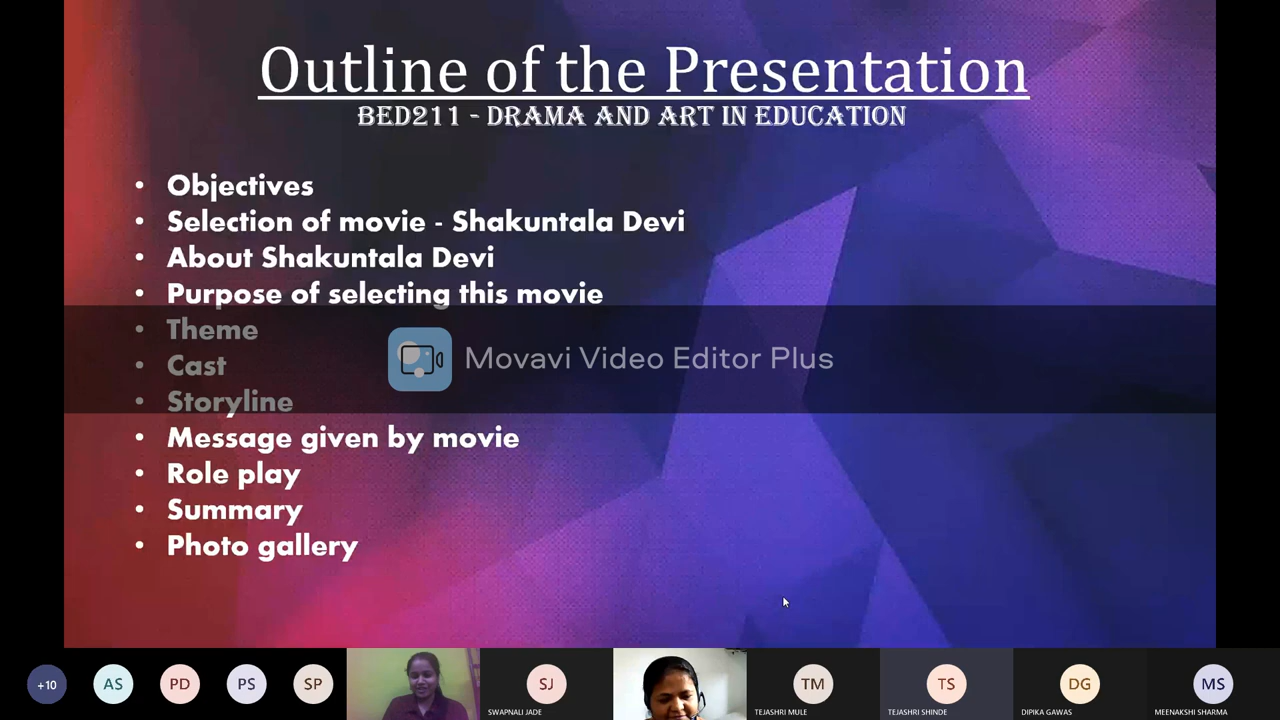 Outline of the Presentation
BED211 - DRAMA AND ART IN EDUCATION
• Objectives
• Selection of movie - Shakuntala Devi
• About Shakuntala Devi
• Purpose of selecting this movie
• Theme
• Cast
• Storyline
Movavi Video Editor Plus
• Message given by movie
• Role play
• Summary
• Photo gallery
+10
AS
PD
PS
SP
SJ
SWAPNALI JADE
TM
TEJASHRI MULE
TS
TEJASHRI SHINDE
DG
DIPIKA GAWAS
MS
MEENAKSHI SHARMA